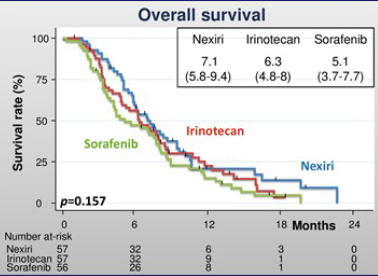 Overall survival
Nexiri Irinotecan Sorafenib
7.1 6.3 5.1
(5.8-9.4) (4.8-8) (3.7-7.7)
Survival rate (%)
100
75
50
25
0
Sorafenib
Irinotecan
Nexiri
p=0.157
0 6 12 18 Months 24
Number at-risk
Nexiri 57 32 6 3 0
Irinotecan 57 32 9 1 0
Sorafenib 56 26 8 1 0